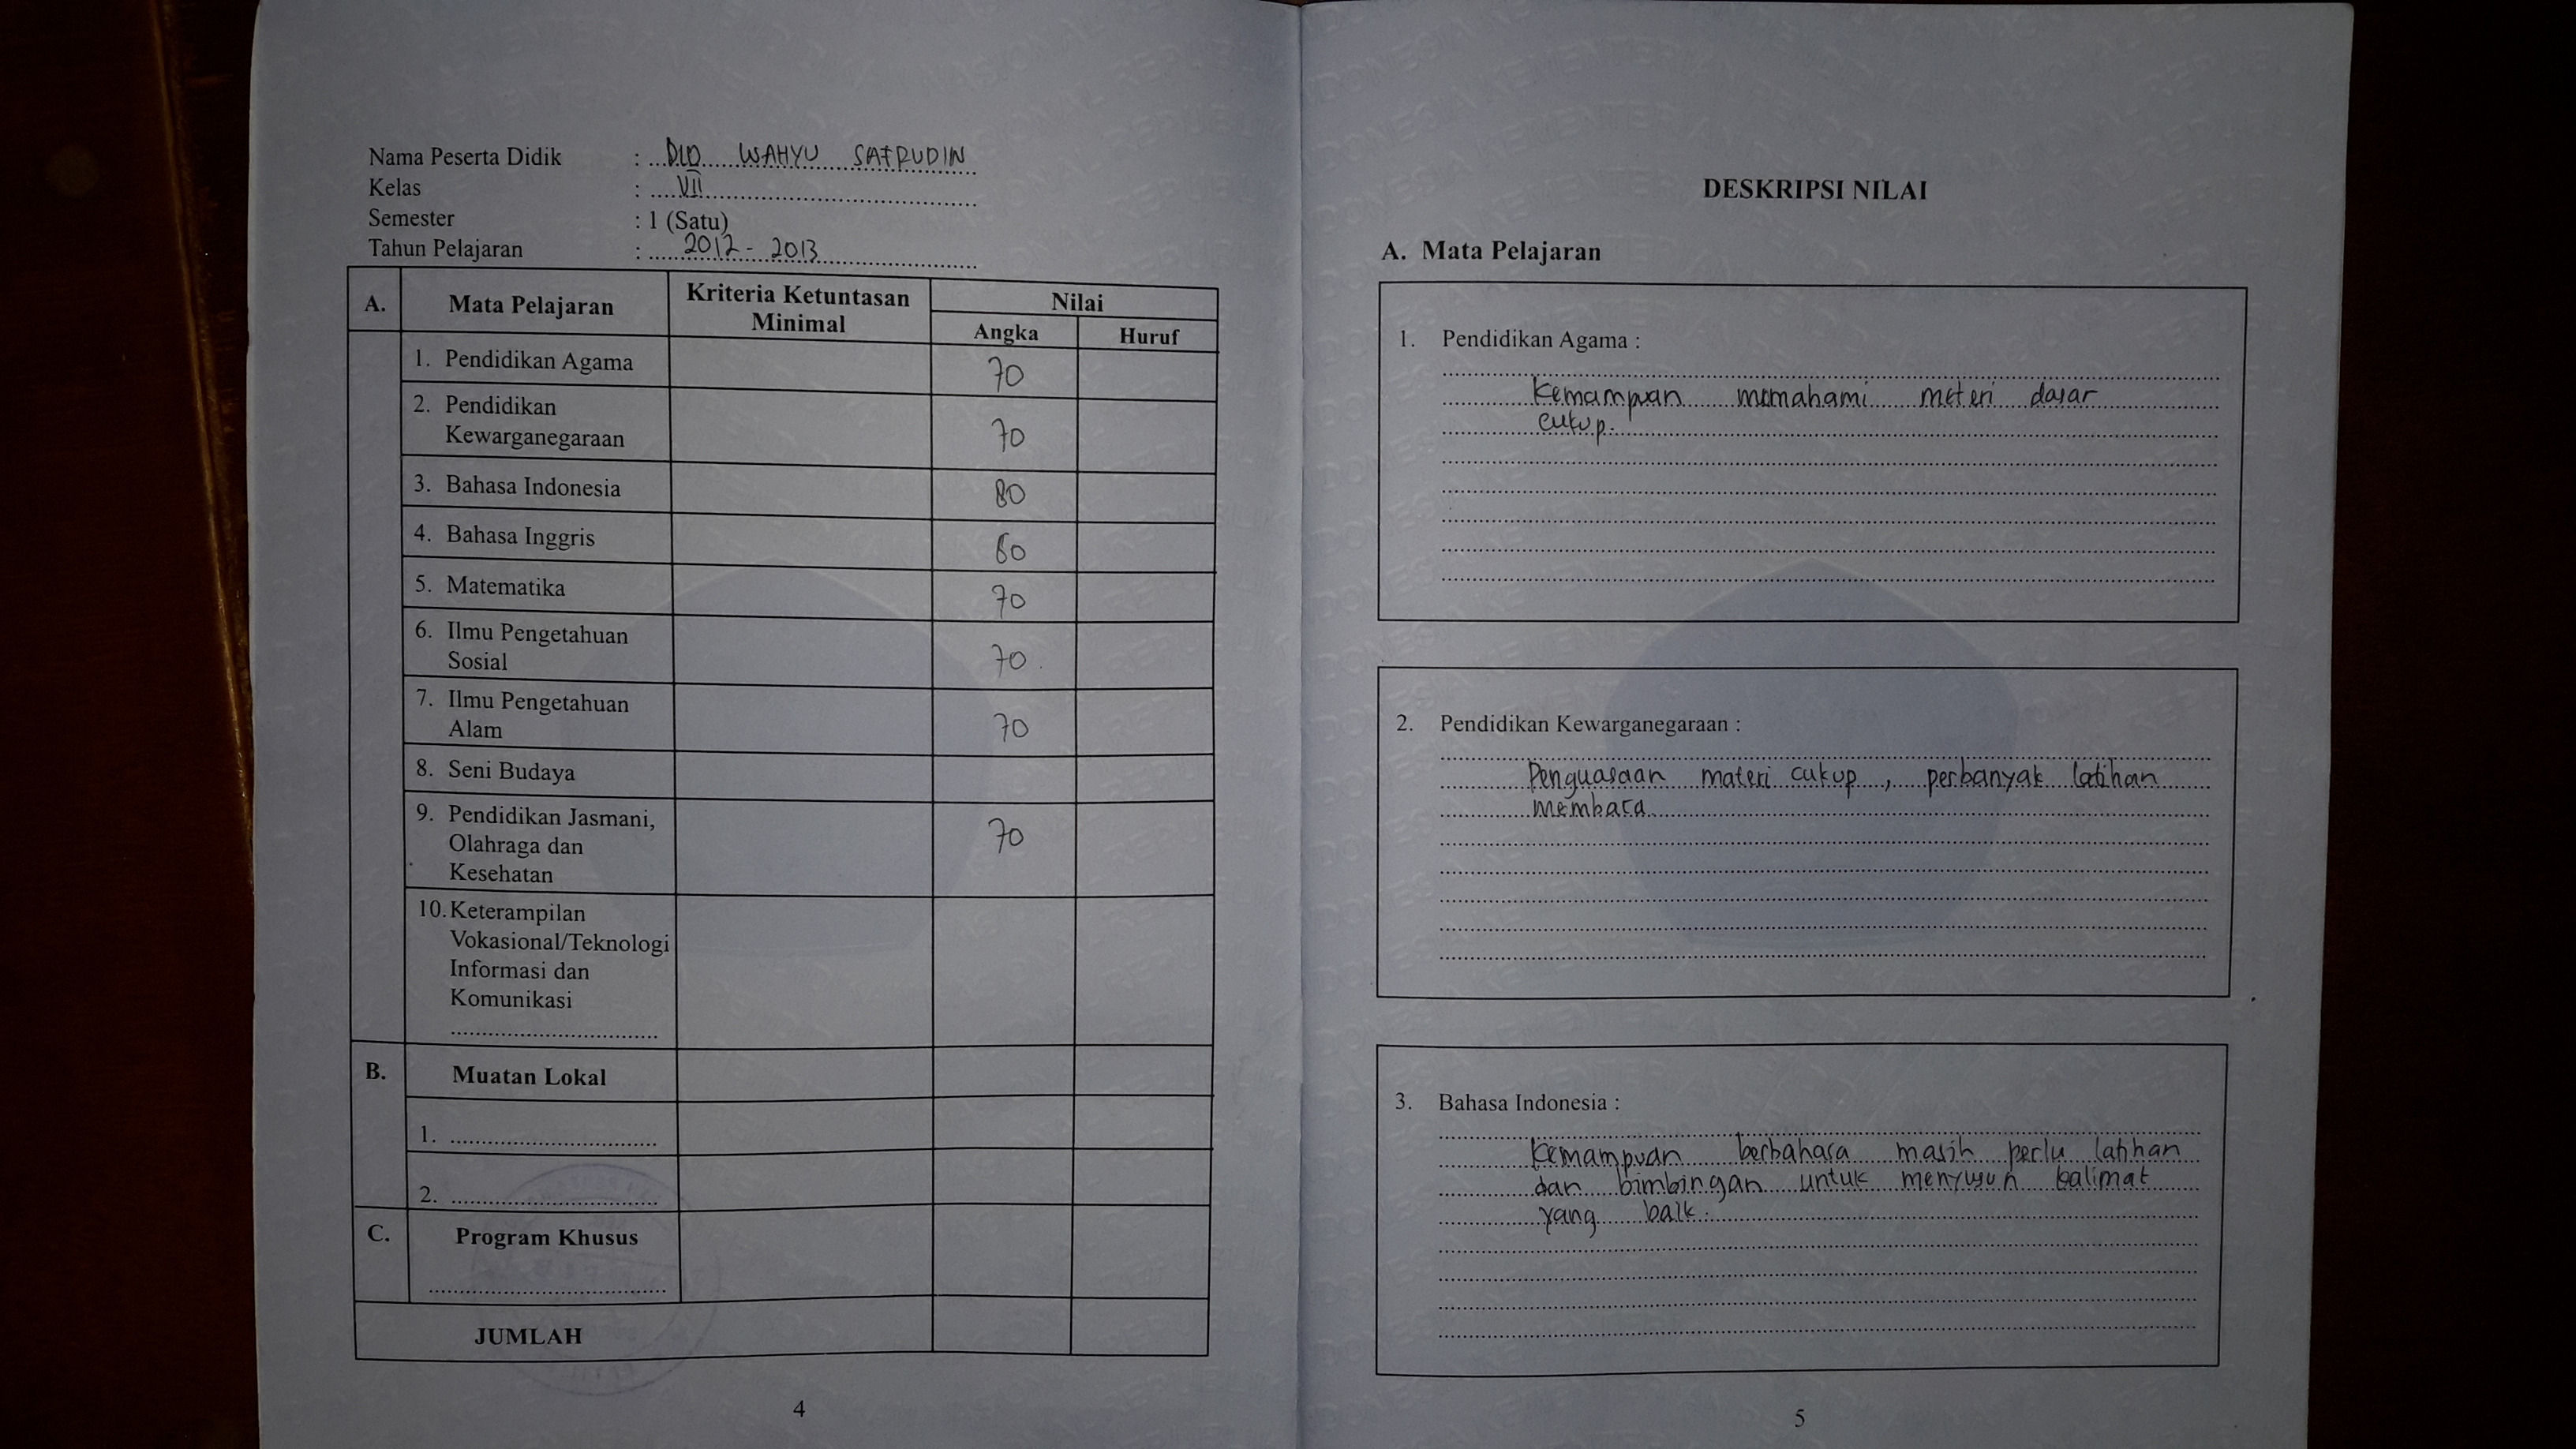 Nama Peserta Didik : DIO WAHYU SAFRUDIN
Kelas : VII
Semester : 1 (Satu)
Tahun Pelajaran : 2012 - 2013
A. Mata Pelajaran Kriteria Ketuntasan Minimal Nilai
Angka Huruf
1. Pendidikan Agama 70
2. Pendidikan
Kewarganegaraan 70
3. Bahasa Indonesia 80
4. Bahasa Inggris 60
5. Matematika 70
6. Ilmu Pengetahuan
Sosial 70
7. Ilmu Pengetahuan
Alam 70
8. Seni Budaya
9. Pendidikan Jasmani,
Olahraga dan 70
Kesehatan
10. Keterampilan
Vokasional/Teknologi
Informasi dan
Komunikasi
B. Muatan Lokal
1.
2.
C. Program Khusus
JUMLAH
4
DESKRIPSI NILAI
A. Mata Pelajaran
1. Pendidikan Agama :
Kemampuan memahami materi dasar
cukup.
2. Pendidikan Kewarganegaraan :
Penguasaan materi cukup, perbanyak latihan
membaca
3. Bahasa Indonesia :
Kemampuan berbahasa masih perlu latihan
dan bimbingan untuk menyusun kalimat
yang baik.
5